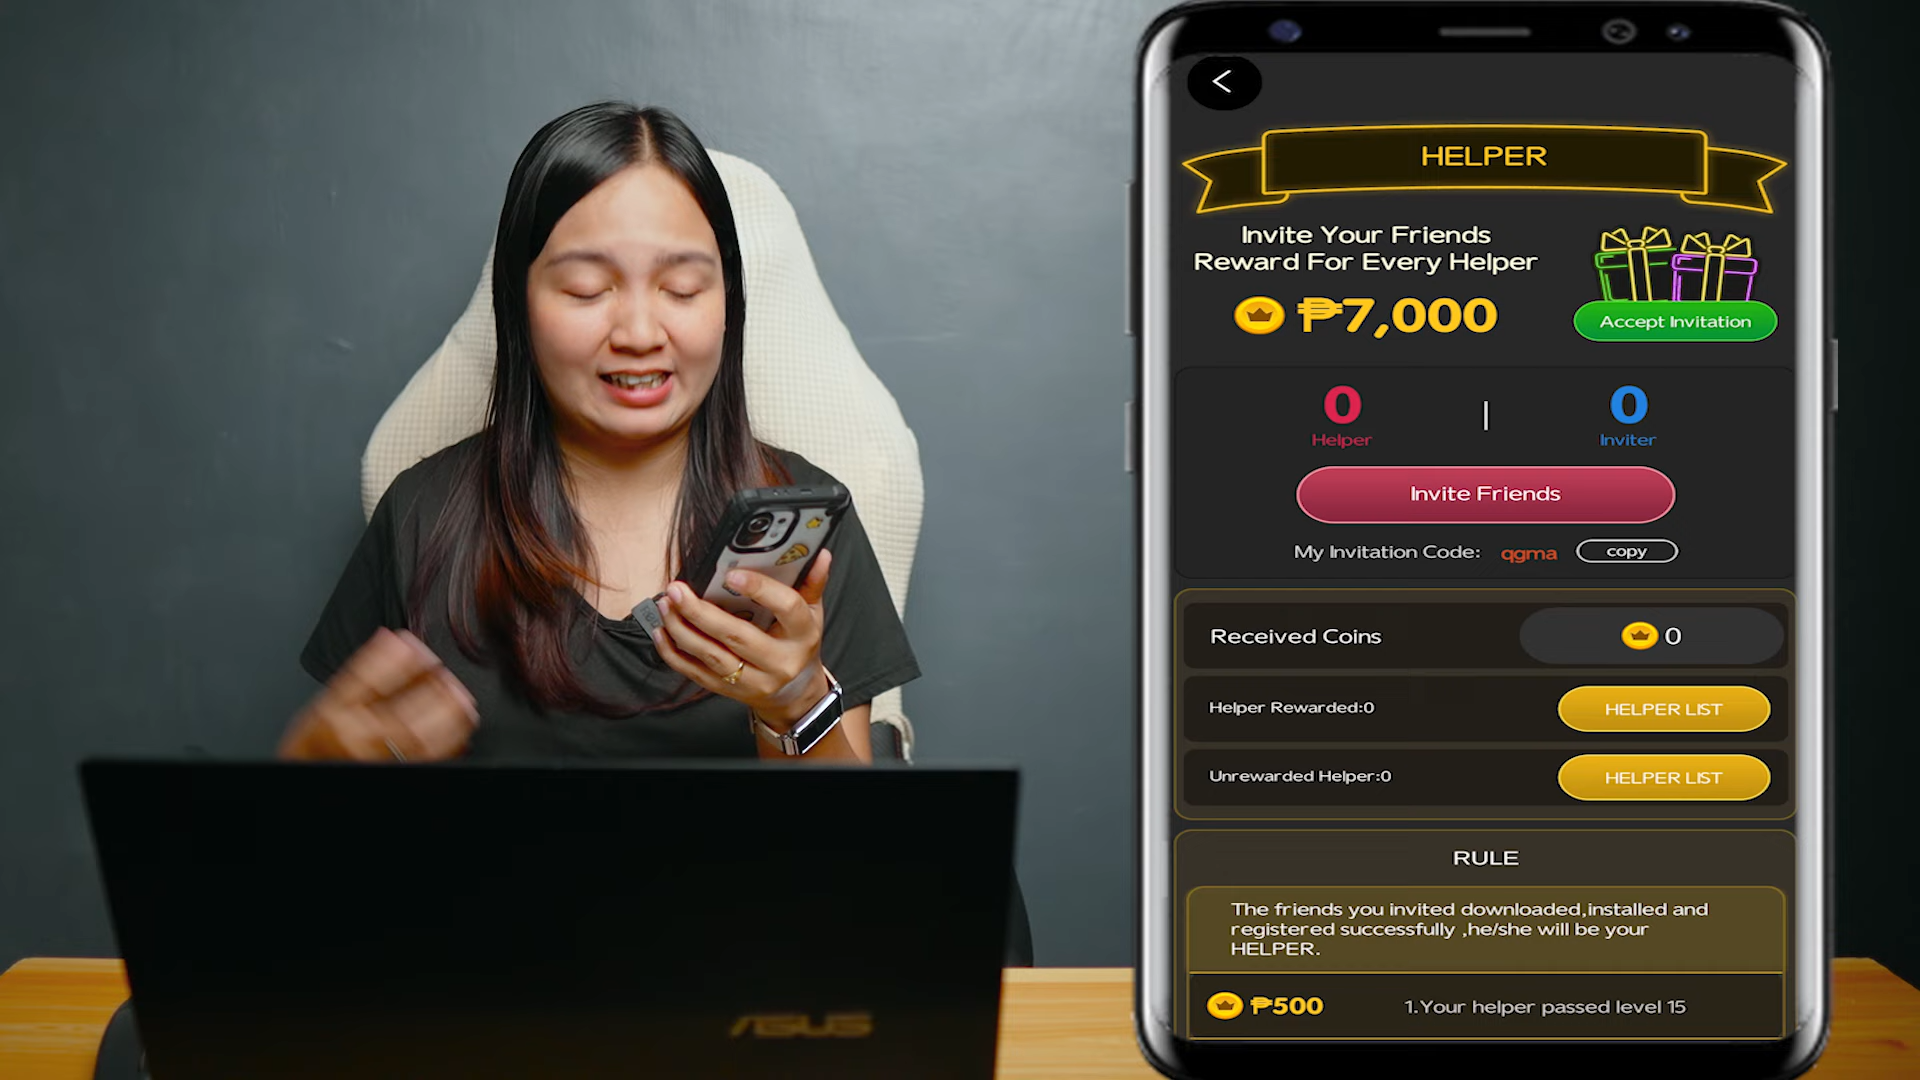 HELPER
Invite Your Friends
Reward For Every Helper
₱7,000
Accept Invitation
0
Helper
|
0
Inviter
Invite Friends
My Invitation Code: qgma copy
Received Coins 0
Helper Rewarded:0 HELPER LIST
Unrewarded Helper:0 HELPER LIST
RULE
The friends you invited downloaded,installed and
registered successfully ,he/she will be your
HELPER.
₱500 1.Your helper passed level 15
ASUS